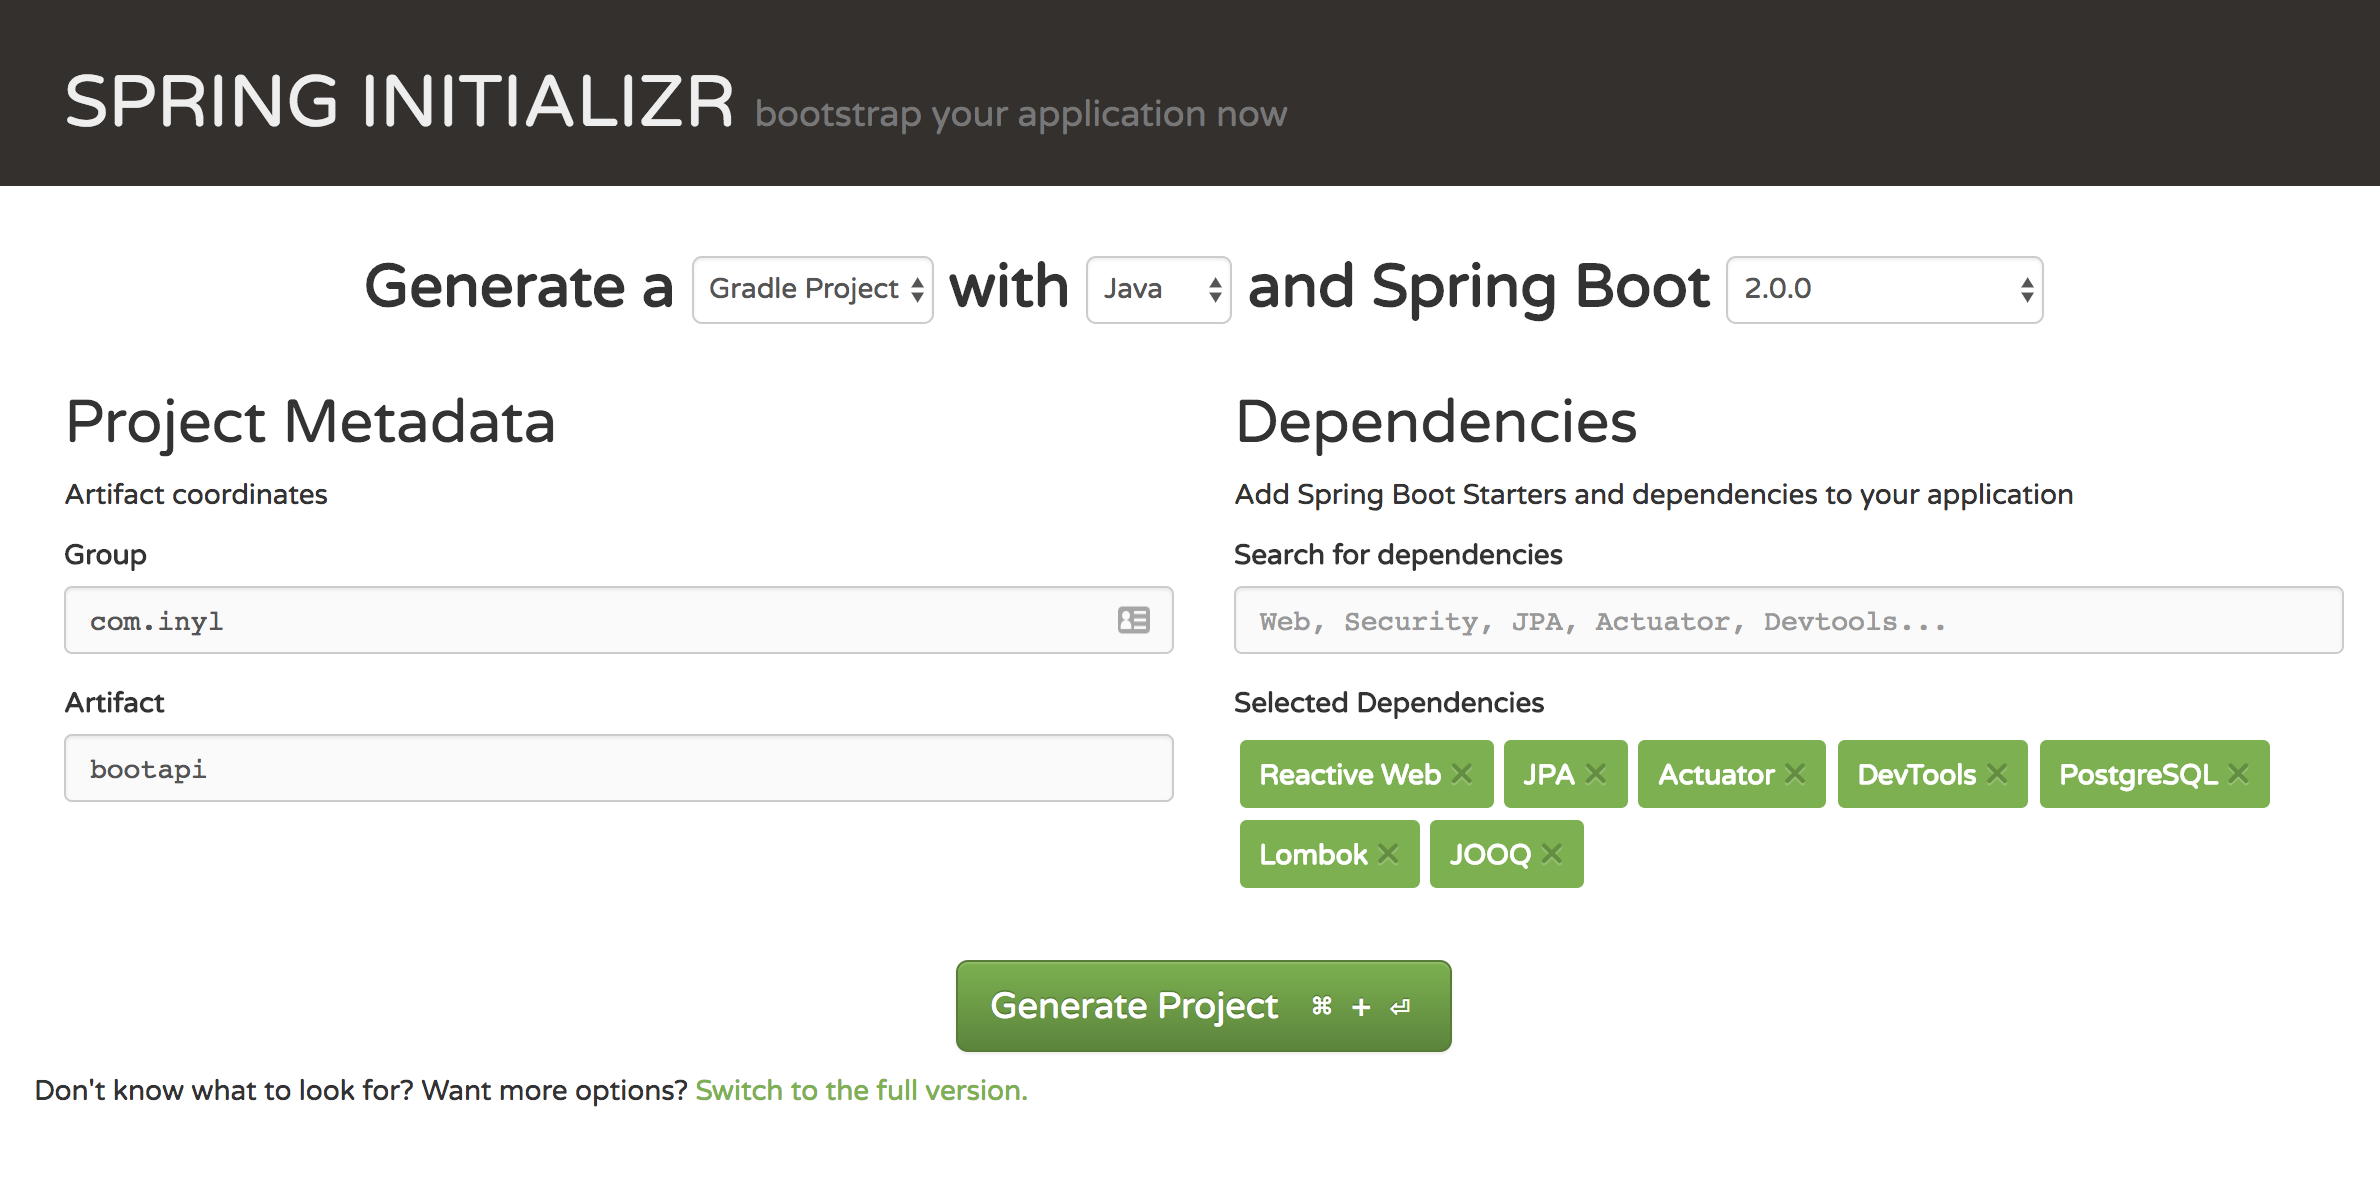 SPRING INITIALIZR bootstrap your application now
Generate a Gradle Project with Java and Spring Boot 2.0.0
Project Metadata
Artifact coordinates
Group
com.inyl
Artifact
bootapi
Dependencies
Add Spring Boot Starters and dependencies to your application
Search for dependencies
Web, Security, JPA, Actuator, Devtools...
Selected Dependencies
Reactive Web × JPA × Actuator × DevTools × PostgreSQL ×
Lombok × JOOQ ×
Generate Project ⌘ + ⏎
Don't know what to look for? Want more options? Switch to the full version.